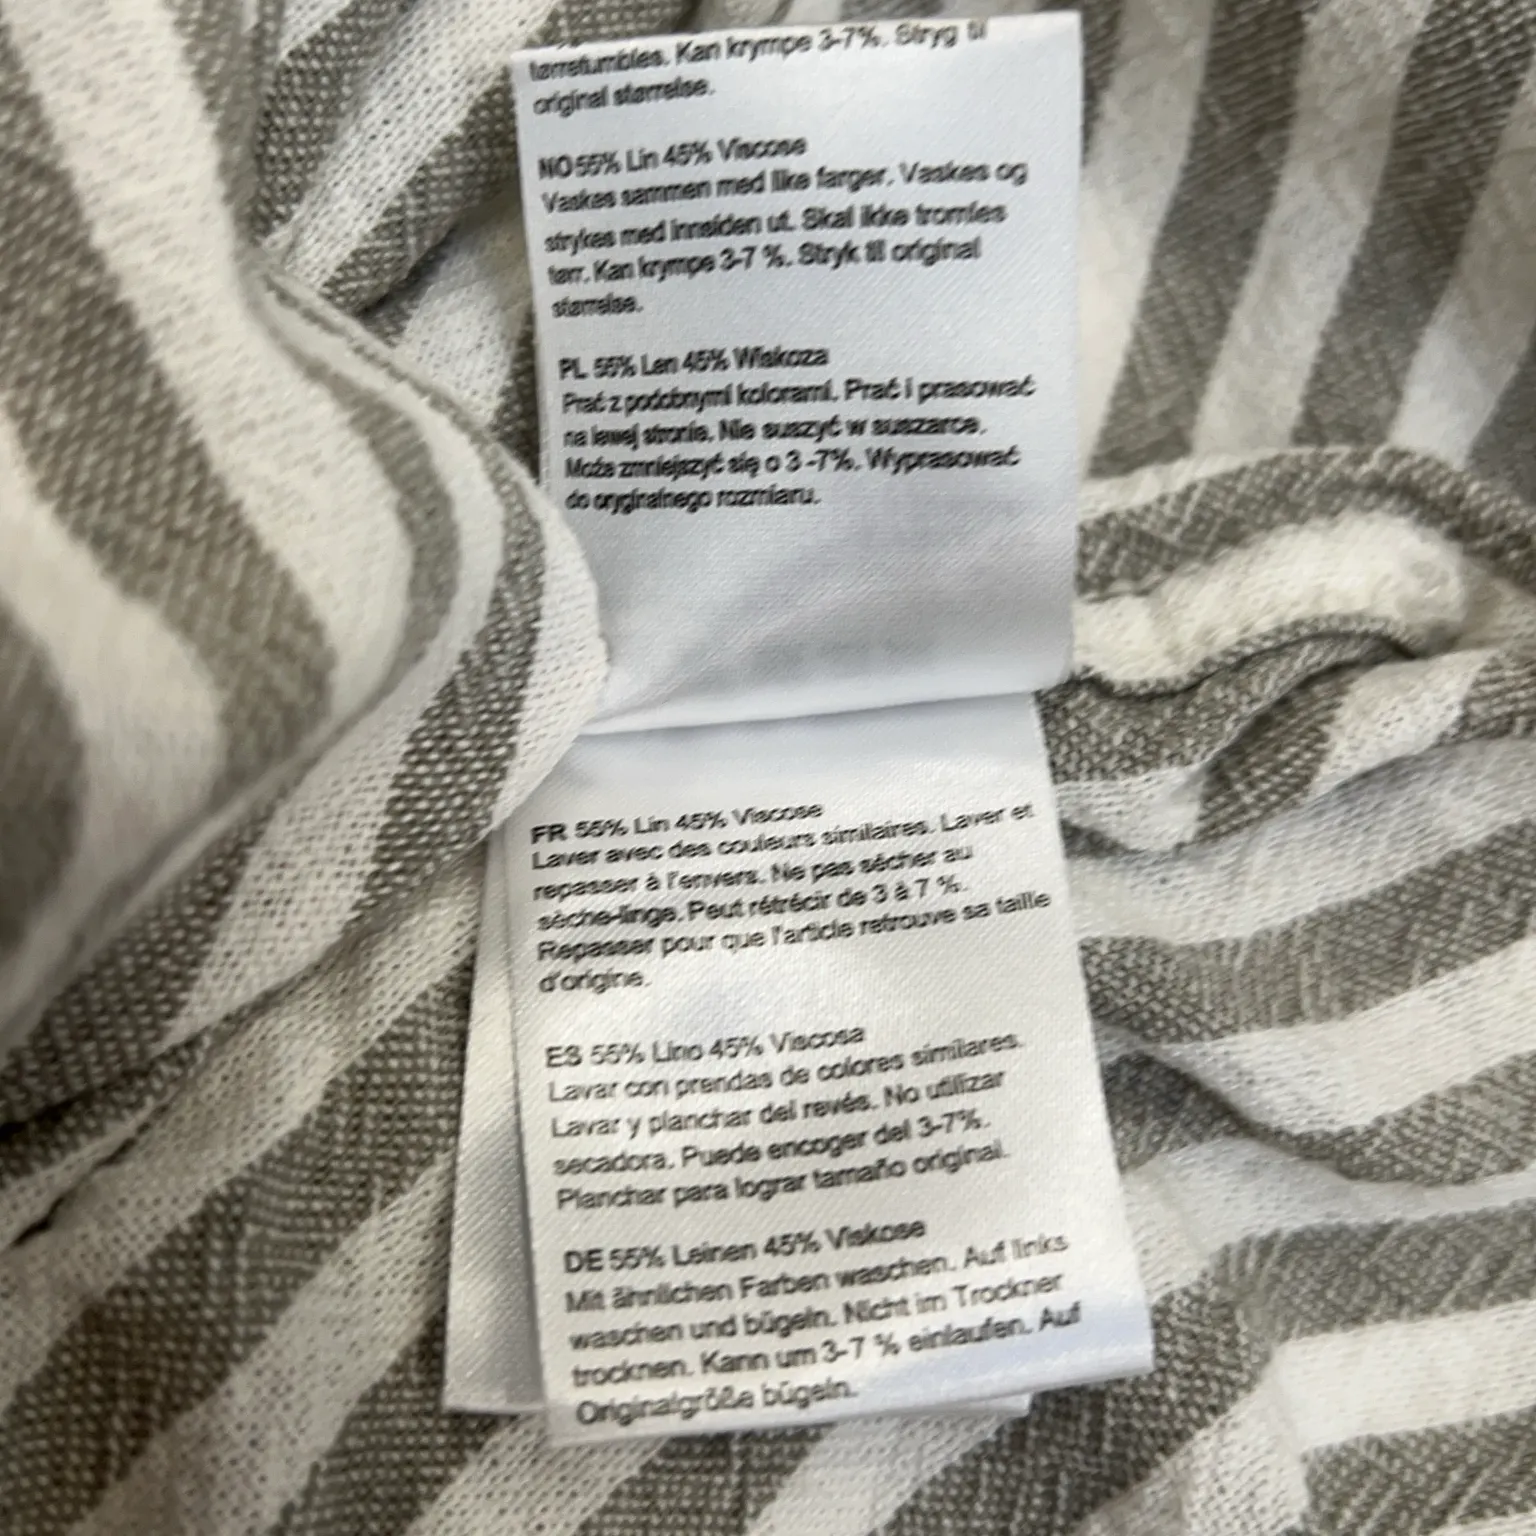 tørretumbles. Kan krympe 3-7%. Stryg til
original størrelse.
NO 55% Lin 45% Viscose
Vaskes sammen med like farger. Vaskes og
strykes med innsiden ut. Skal ikke tromles
tørr. Kan krympe 3-7 %. Stryk til original
størrelse.
PL 55% Len 45% Wiskoza
Prać z podobnymi kolorami. Prać i prasować
na lewej stronie. Nie suszyć w suszarce.
Może zmniejszyć się o 3 -7%. Wyprasować
do oryginalnego rozmiaru.
FR 55% Lin 45% Viscose
Laver avec des couleurs similaires. Laver et
repasser à l'envers. Ne pas sécher au
sèche-linge. Peut rétrécir de 3 à 7 %.
Repasser pour que l'article retrouve sa taille
d'origine.
ES 55% Lino 45% Viscosa
Lavar con prendas de colores similares.
Lavar y planchar del revés. No utilizar
secadora. Puede encoger del 3-7%.
Planchar para lograr tamaño original.
DE 55% Leinen 45% Viskose
Mit ähnlichen Farben waschen. Auf links
waschen und bügeln. Nicht im Trockner
trocknen. Kann um 3-7 % einlaufen. Auf
Originalgröße bügeln.